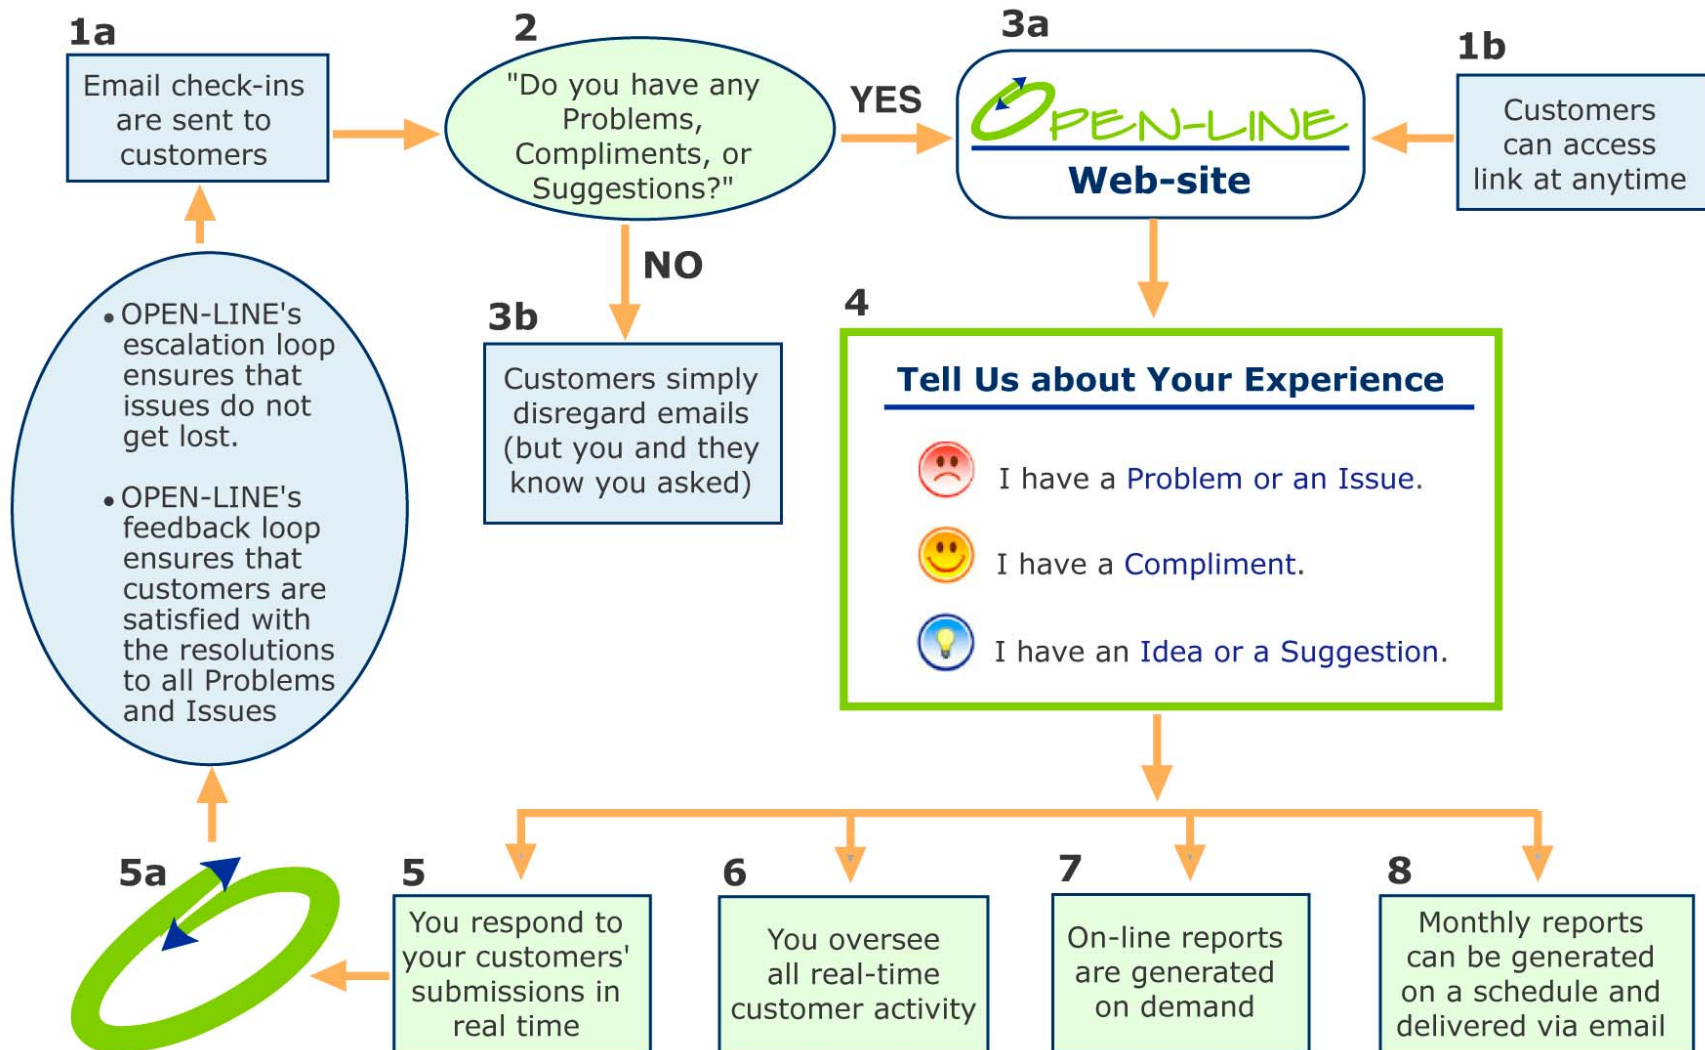 1a
Email check-ins
are sent to
customers
2
"Do you have any
Problems,
Compliments, or
Suggestions?"
YES
3a
OPEN-LINE
Web-site
1b
Customers
can access
link at anytime
NO
3b
Customers simply
disregard emails
(but you and they
know you asked)
4
Tell Us about Your Experience
I have a Problem or an Issue.
I have a Compliment.
I have an Idea or a Suggestion.
• OPEN-LINE's
escalation loop
ensures that
issues do not
get lost.
• OPEN-LINE's
feedback loop
ensures that
customers are
satisfied with
the resolutions
to all Problems
and Issues
5a
5
You respond to
your customers'
submissions in
real time
6
You oversee
all real-time
customer activity
7
On-line reports
are generated
on demand
8
Monthly reports
can be generated
on a schedule and
delivered via email